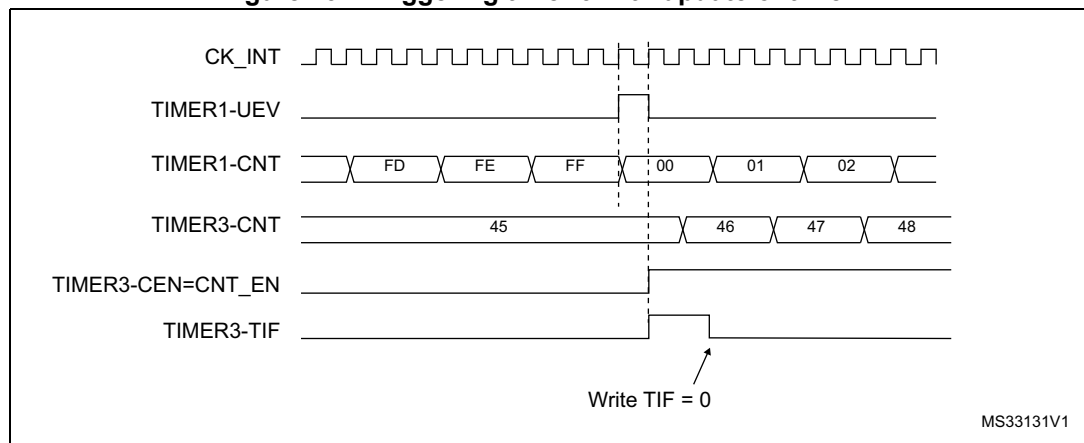 CK_INT
TIMER1-UEV
TIMER1-CNT FD FE FF 00 01 02
TIMER3-CNT 45 46 47 48
TIMER3-CEN=CNT_EN
TIMER3-TIF
Write TIF = 0
MS33131V1